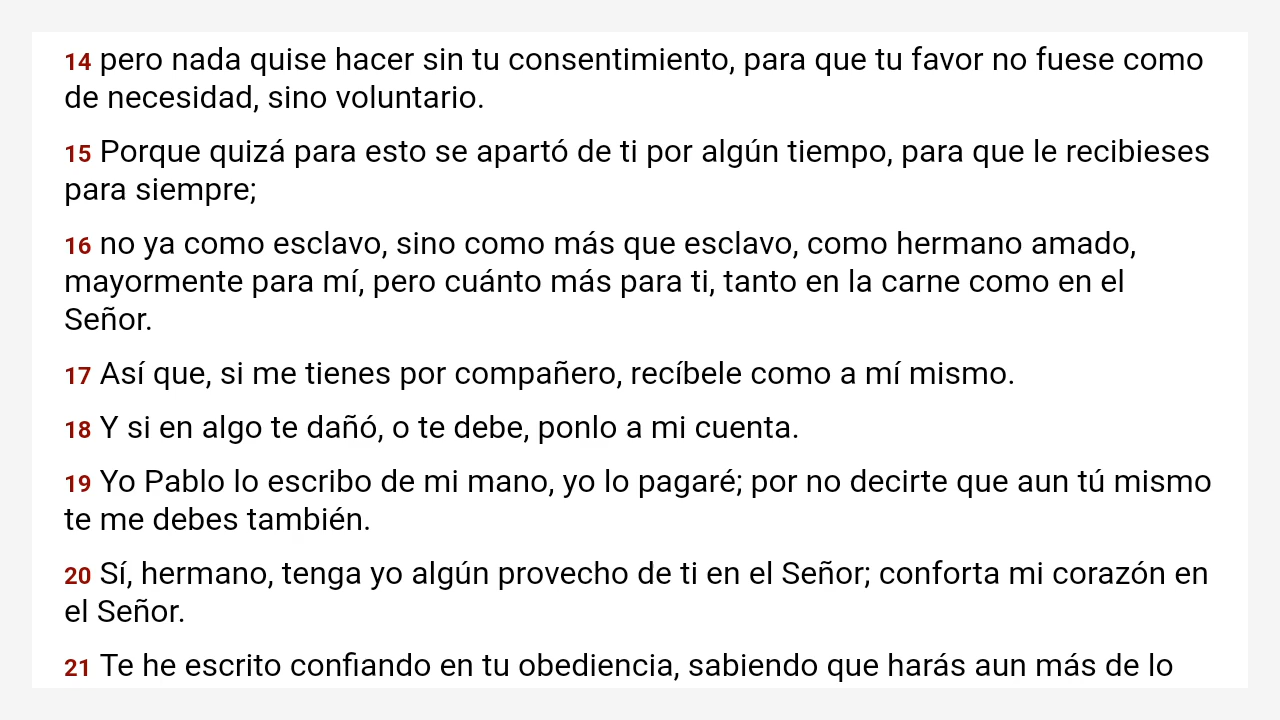 14 pero nada quise hacer sin tu consentimiento, para que tu favor no fuese como
de necesidad, sino voluntario.
15 Porque quizá para esto se apartó de ti por algún tiempo, para que le recibieses
para siempre;
16 no ya como esclavo, sino como más que esclavo, como hermano amado,
mayormente para mí, pero cuánto más para ti, tanto en la carne como en el
Señor.
17 Así que, si me tienes por compañero, recíbele como a mí mismo.
18 Y si en algo te dañó, o te debe, ponlo a mi cuenta.
19 Yo Pablo lo escribo de mi mano, yo lo pagaré; por no decirte que aun tú mismo
te me debes también.
20 Sí, hermano, tenga yo algún provecho de ti en el Señor; conforta mi corazón en
el Señor.
21 Te he escrito confiando en tu obediencia, sabiendo que harás aun más de lo